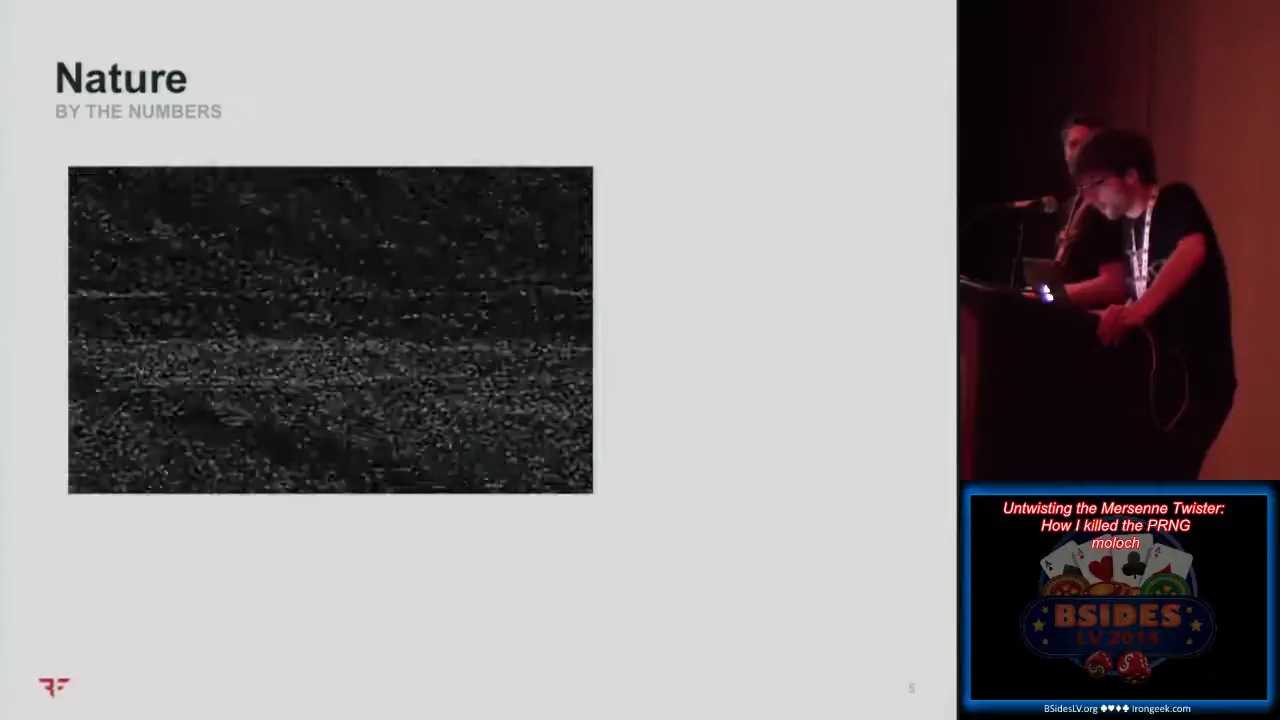 Nature
BY THE NUMBERS
5
Untwisting the Mersenne Twister:
How I killed the PRNG
moloch
BSIDES
LV 2014
BSidesLV.org ♠♥♦♣ Irongeek.com